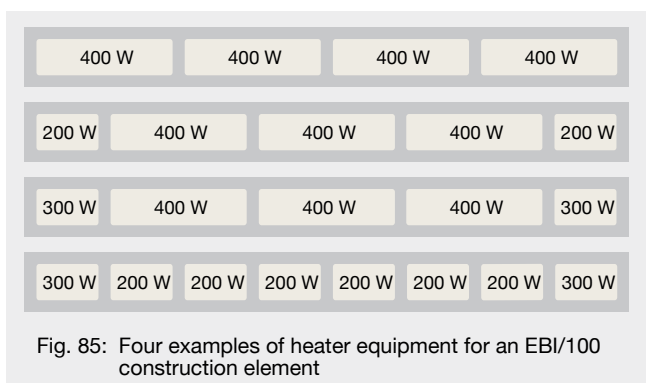 400 W 400 W 400 W 400 W
200 W 400 W 400 W 400 W 200 W
300 W 400 W 400 W 400 W 300 W
300 W 200 W 200 W 200 W 200 W 200 W 200 W 300 W
Fig. 85: Four examples of heater equipment for an EBI/100
construction element